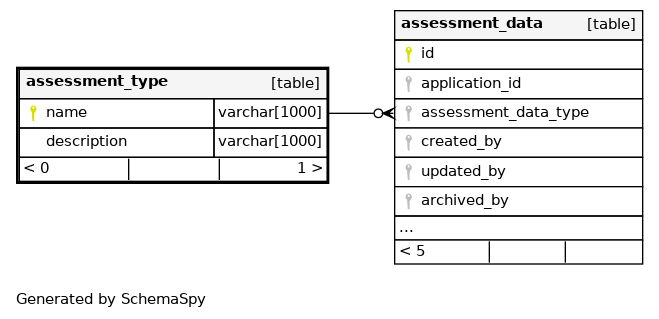 assessment_type [table]
name varchar[1000]
description varchar[1000]
< 0 1 >
assessment_data [table]
id
application_id
assessment_data_type
created_by
updated_by
archived_by
...
< 5
Generated by SchemaSpy